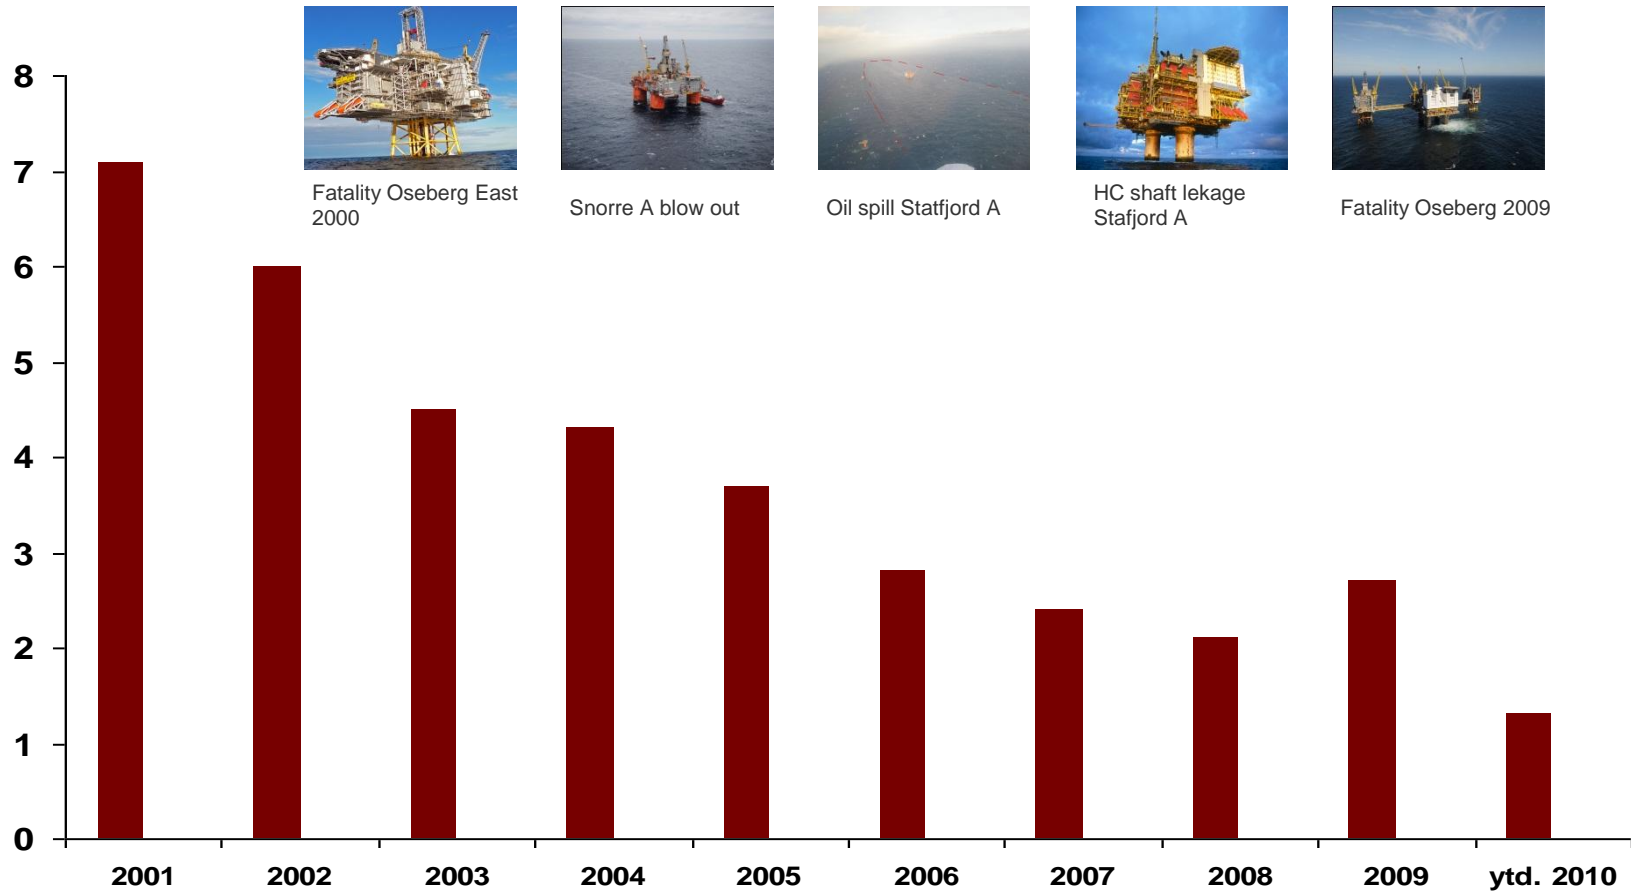 Fatality Oseberg East
2000
Snorre A blow out
Oil spill Statfjord A
HC shaft lekage
Stafjord A
Fatality Oseberg 2009
8
7
6
5
4
3
2
1
0
2001 2002 2003 2004 2005 2006 2007 2008 2009 ytd. 2010